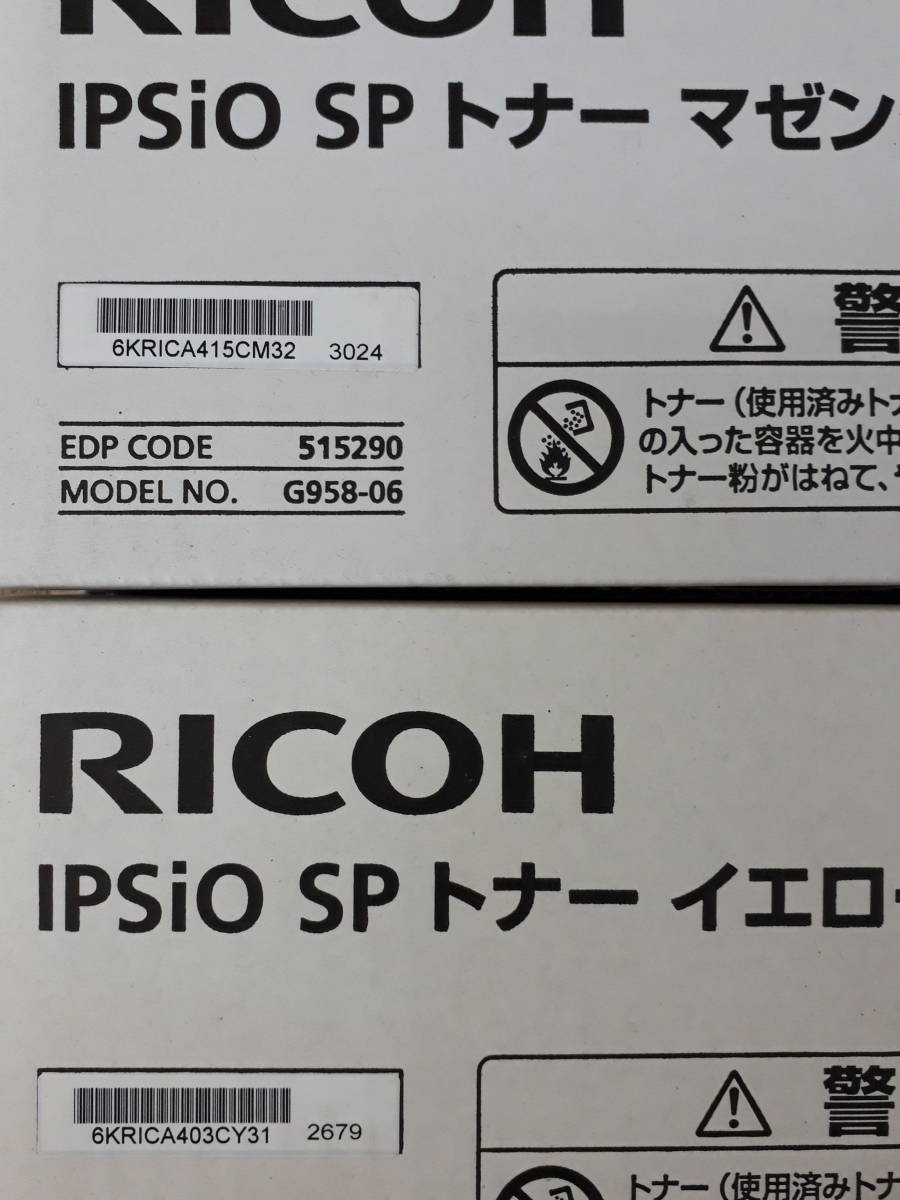 RICOH
IPSiO SP トナー マゼン
6KRICA415CM32 3024
EDP CODE 515290
MODEL NO. G958-06
警
トナー（使用済みトナ
の入った容器を火中
トナー粉がはねて、
RICOH
IPSiO SP トナー イエロー
6KRICA403CY31 2679
警
トナー（使用済みトナ